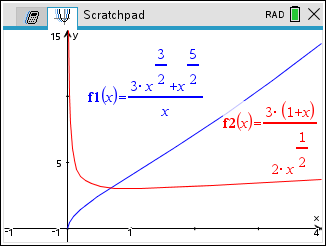 Scratchpad RAD
15 y
f1(x)=(3·x^(3/2)+x^(5/2))/x
f2(x)=(3·(1+x))/(2·x^(1/2))
5
x
-1 -1 4